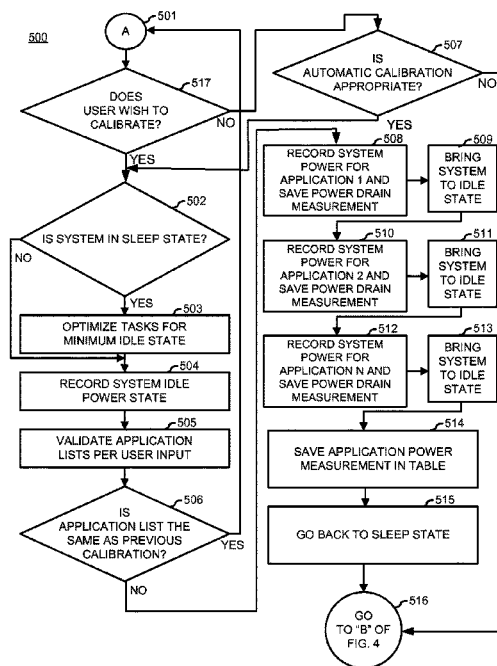 500
A
501
517
DOES
USER WISH TO
CALIBRATE?
NO
YES
502
IS SYSTEM IN SLEEP STATE?
NO
YES
503
OPTIMIZE TASKS FOR
MINIMUM IDLE STATE
504
RECORD SYSTEM IDLE
POWER STATE
505
VALIDATE APPLICATION
LISTS PER USER INPUT
506
IS
APPLICATION LIST THE
SAME AS PREVIOUS
CALIBRATION?
YES
NO
507
IS
AUTOMATIC CALIBRATION
APPROPRIATE?
NO
YES
508
RECORD SYSTEM
POWER FOR
APPLICATION 1 AND
SAVE POWER DRAIN
MEASUREMENT
509
BRING
SYSTEM
TO IDLE
STATE
510
RECORD SYSTEM
POWER FOR
APPLICATION 2 AND
SAVE POWER DRAIN
MEASUREMENT
511
BRING
SYSTEM
TO IDLE
STATE
512
RECORD SYSTEM
POWER FOR
APPLICATION N AND
SAVE POWER DRAIN
MEASUREMENT
513
BRING
SYSTEM
TO IDLE
STATE
514
SAVE APPLICATION POWER
MEASUREMENT IN TABLE
515
GO BACK TO SLEEP STATE
516
GO
TO "B" OF
FIG. 4